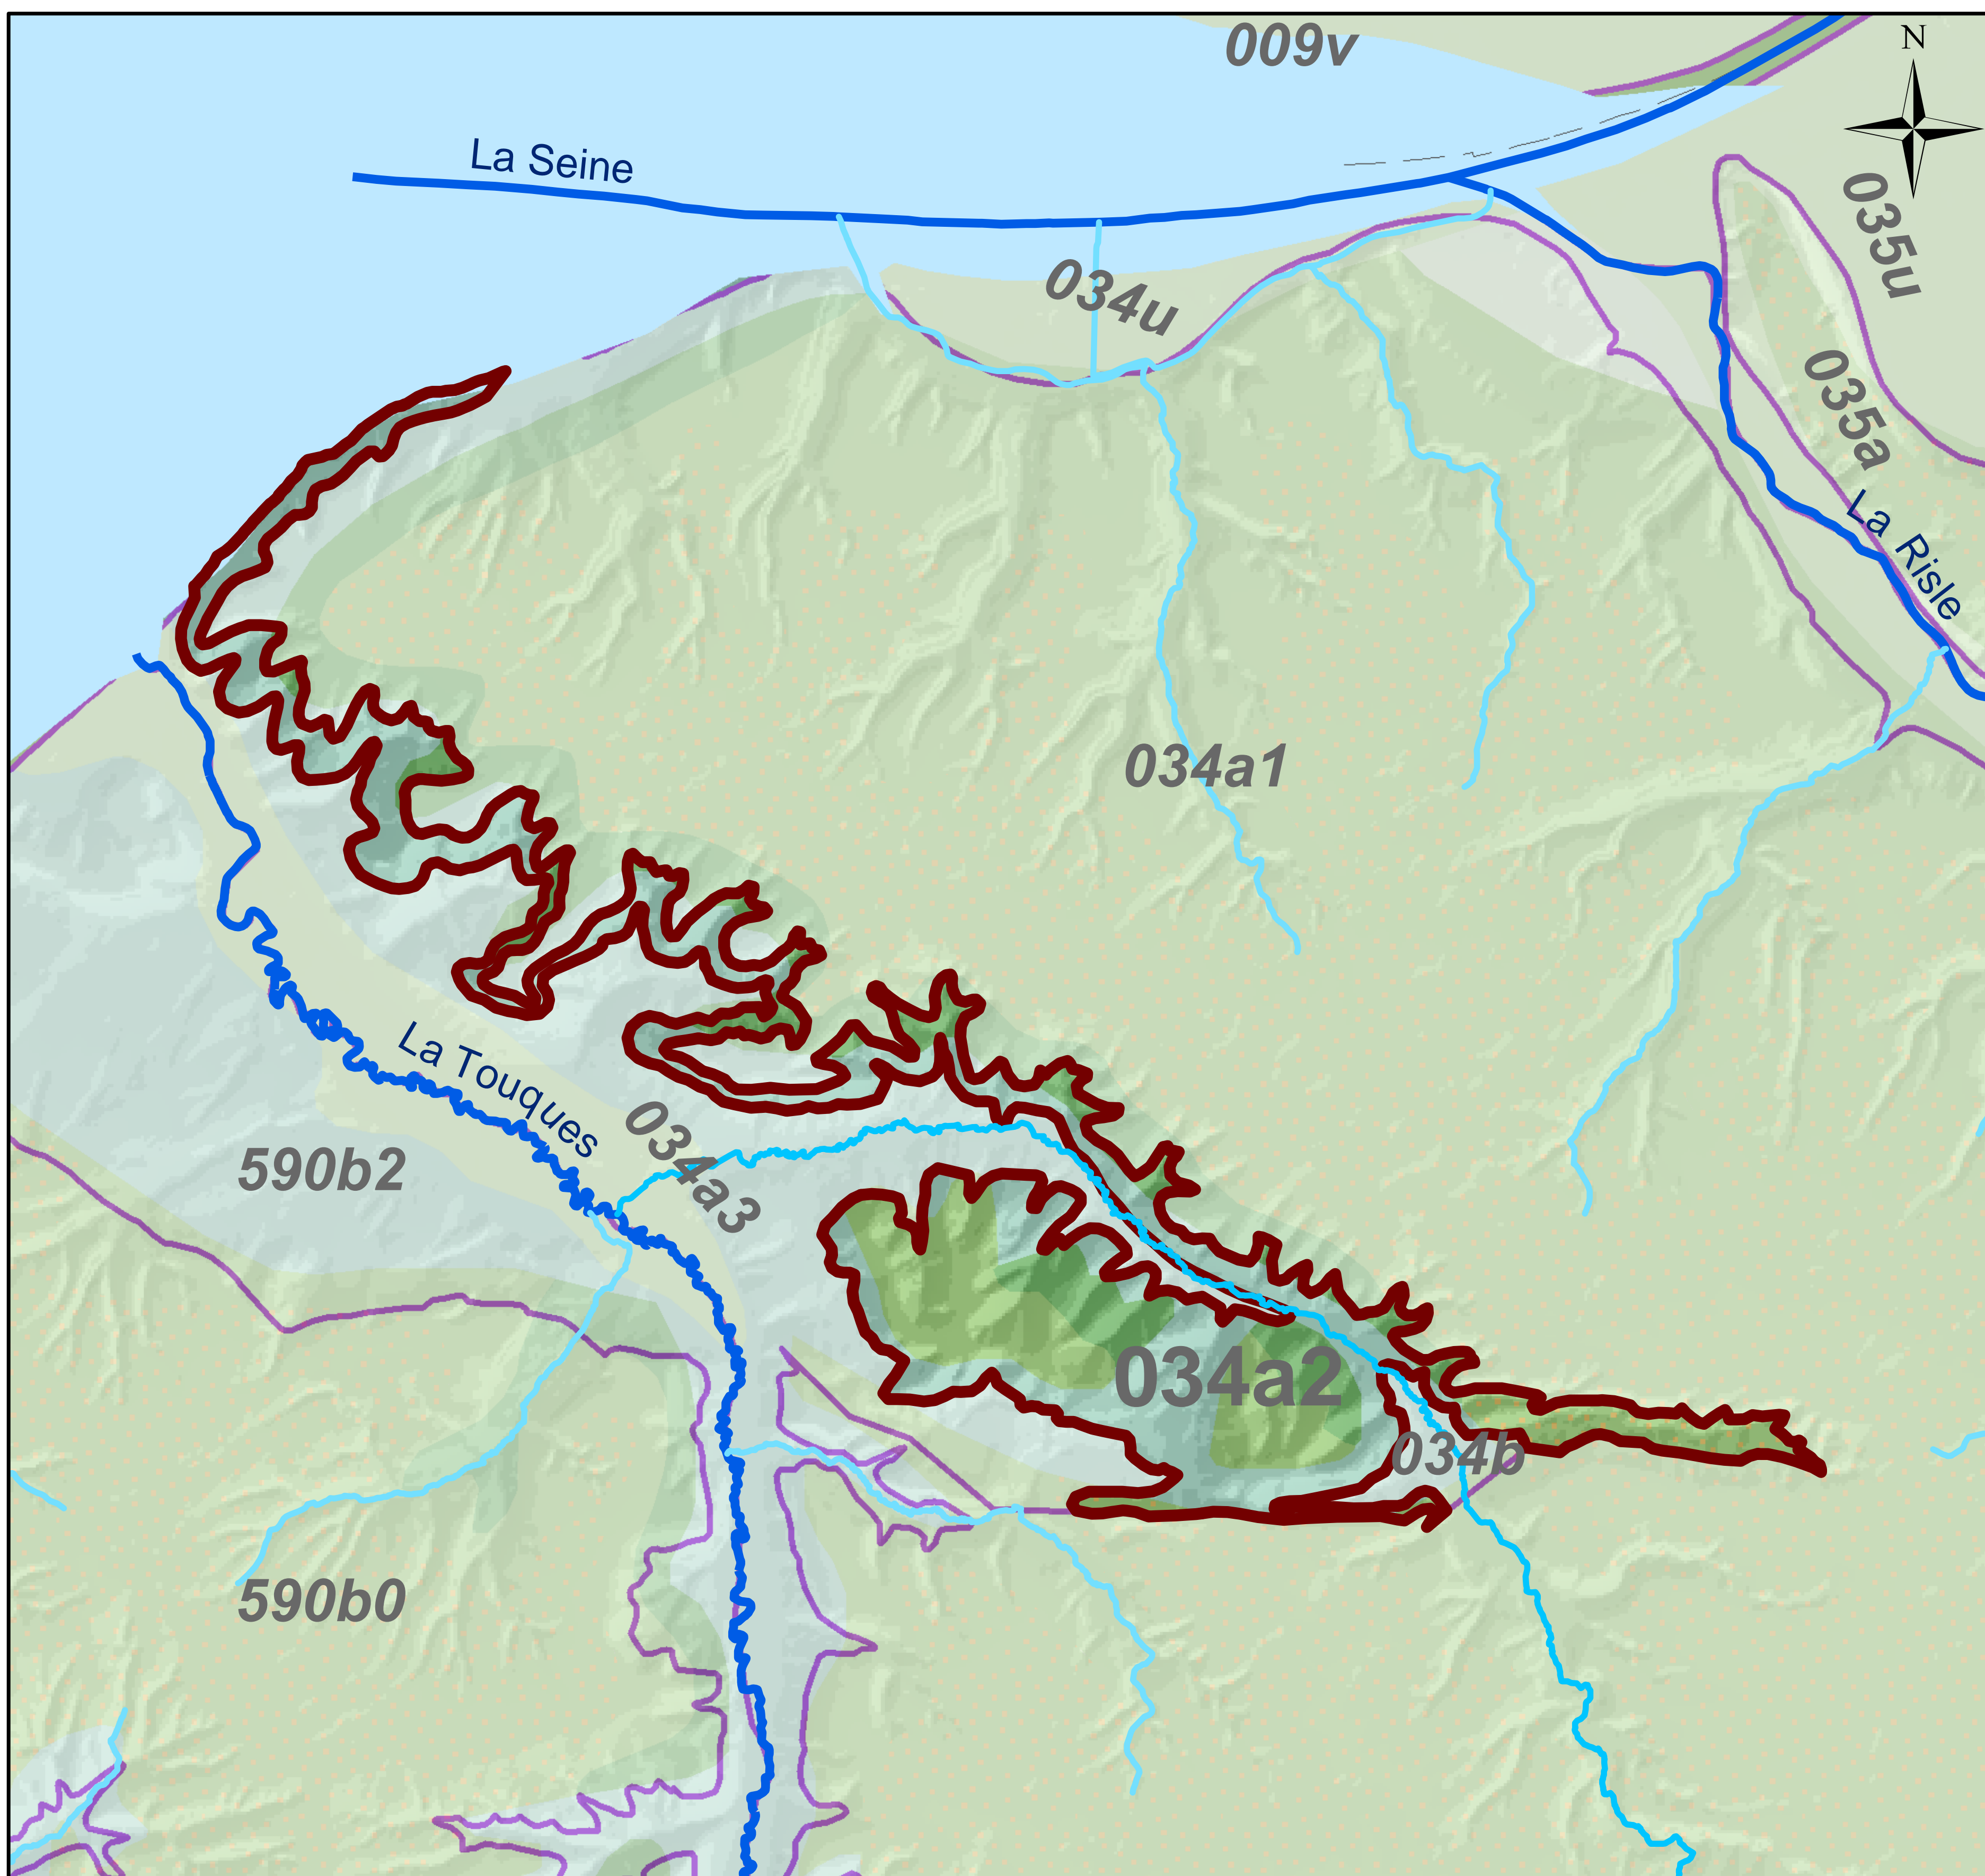 009v
N
La Seine
035u
034u
035a
La Risle
034a1
La Touques
034a3
590b2
034a2
034b
590b0